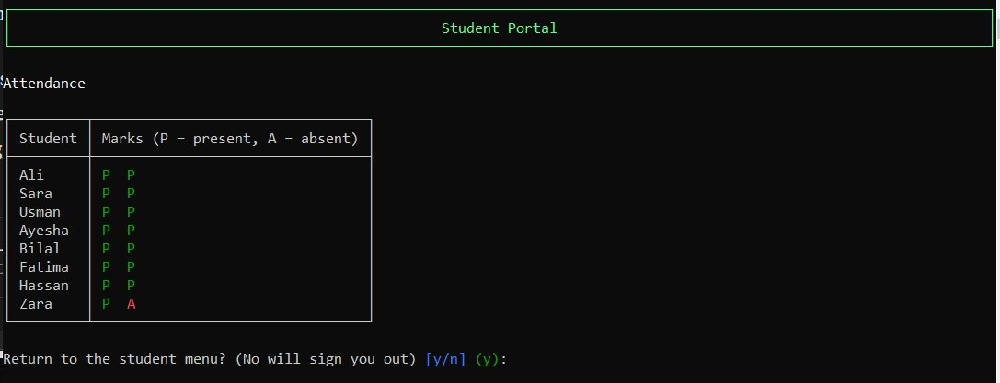 Student Portal
Attendance
Student Marks (P = present, A = absent)
Ali P P
Sara P P
Usman P P
Ayesha P P
Bilal P P
Fatima P P
Hassan P P
Zara P A
Return to the student menu? (No will sign you out) [y/n] (y):